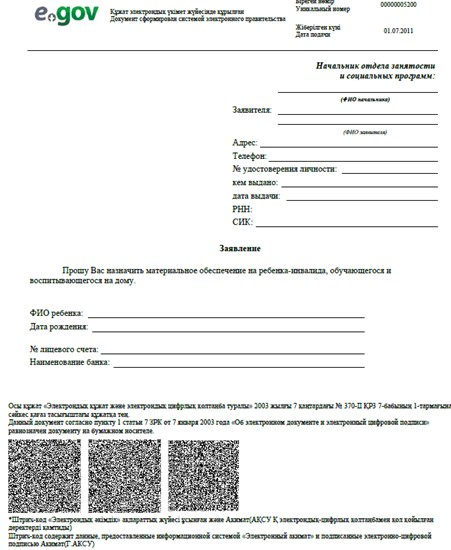 e.gov
Құжат электрондық үкімет жүйесінде құрылған
Документ сформирован системой электронного правительства
Бірегей нөмір
Уникальный номер
00000005200
Жіберілген күні
Дата подачи
01.07.2011
Начальник отдела занятости
и социальных программ:
(ФИО начальника)
Заявителя:
(ФИО заявителя)
Адрес:
Телефон:
№ удостоверения личности:
кем выдано:
дата выдачи:
РНН:
СИК:
Заявление
Прошу Вас назначить материальное обеспечение на ребенка-инвалида, обучающегося и
воспитывающегося на дому.
ФИО ребенка:
Дата рождения:
№ лицевого счета:
Наименование банка:
Осы құжат «Электрондық құжат және электрондық цифрлық қолтаңба туралы» 2003 жылғы 7 қаңтардағы № 370-II ҚРЗ 7-бабының 1-тармағына
сәйкес қағаз тасығыштағы құжатқа тең.
Данный документ согласно пункту 1 статьи 7 ЗРК от 7 января 2003 года «Об электронном документе и электронной цифровой подписи»
равнозначен документу на бумажном носителе.
*Штрих-код «Электрондық әкімдік» ақпараттық жүйесі ұсынған және Акимат(АҚСУ Қ электрондық-цифрлық қолтаңбамен қол қойылған
деректерді қамтиды)
Штрих-код содержит данные, предоставленные информационной системой «Электронный акимат» и подписанные электронно-цифровой
подписью Акимат(Г.АКСУ)